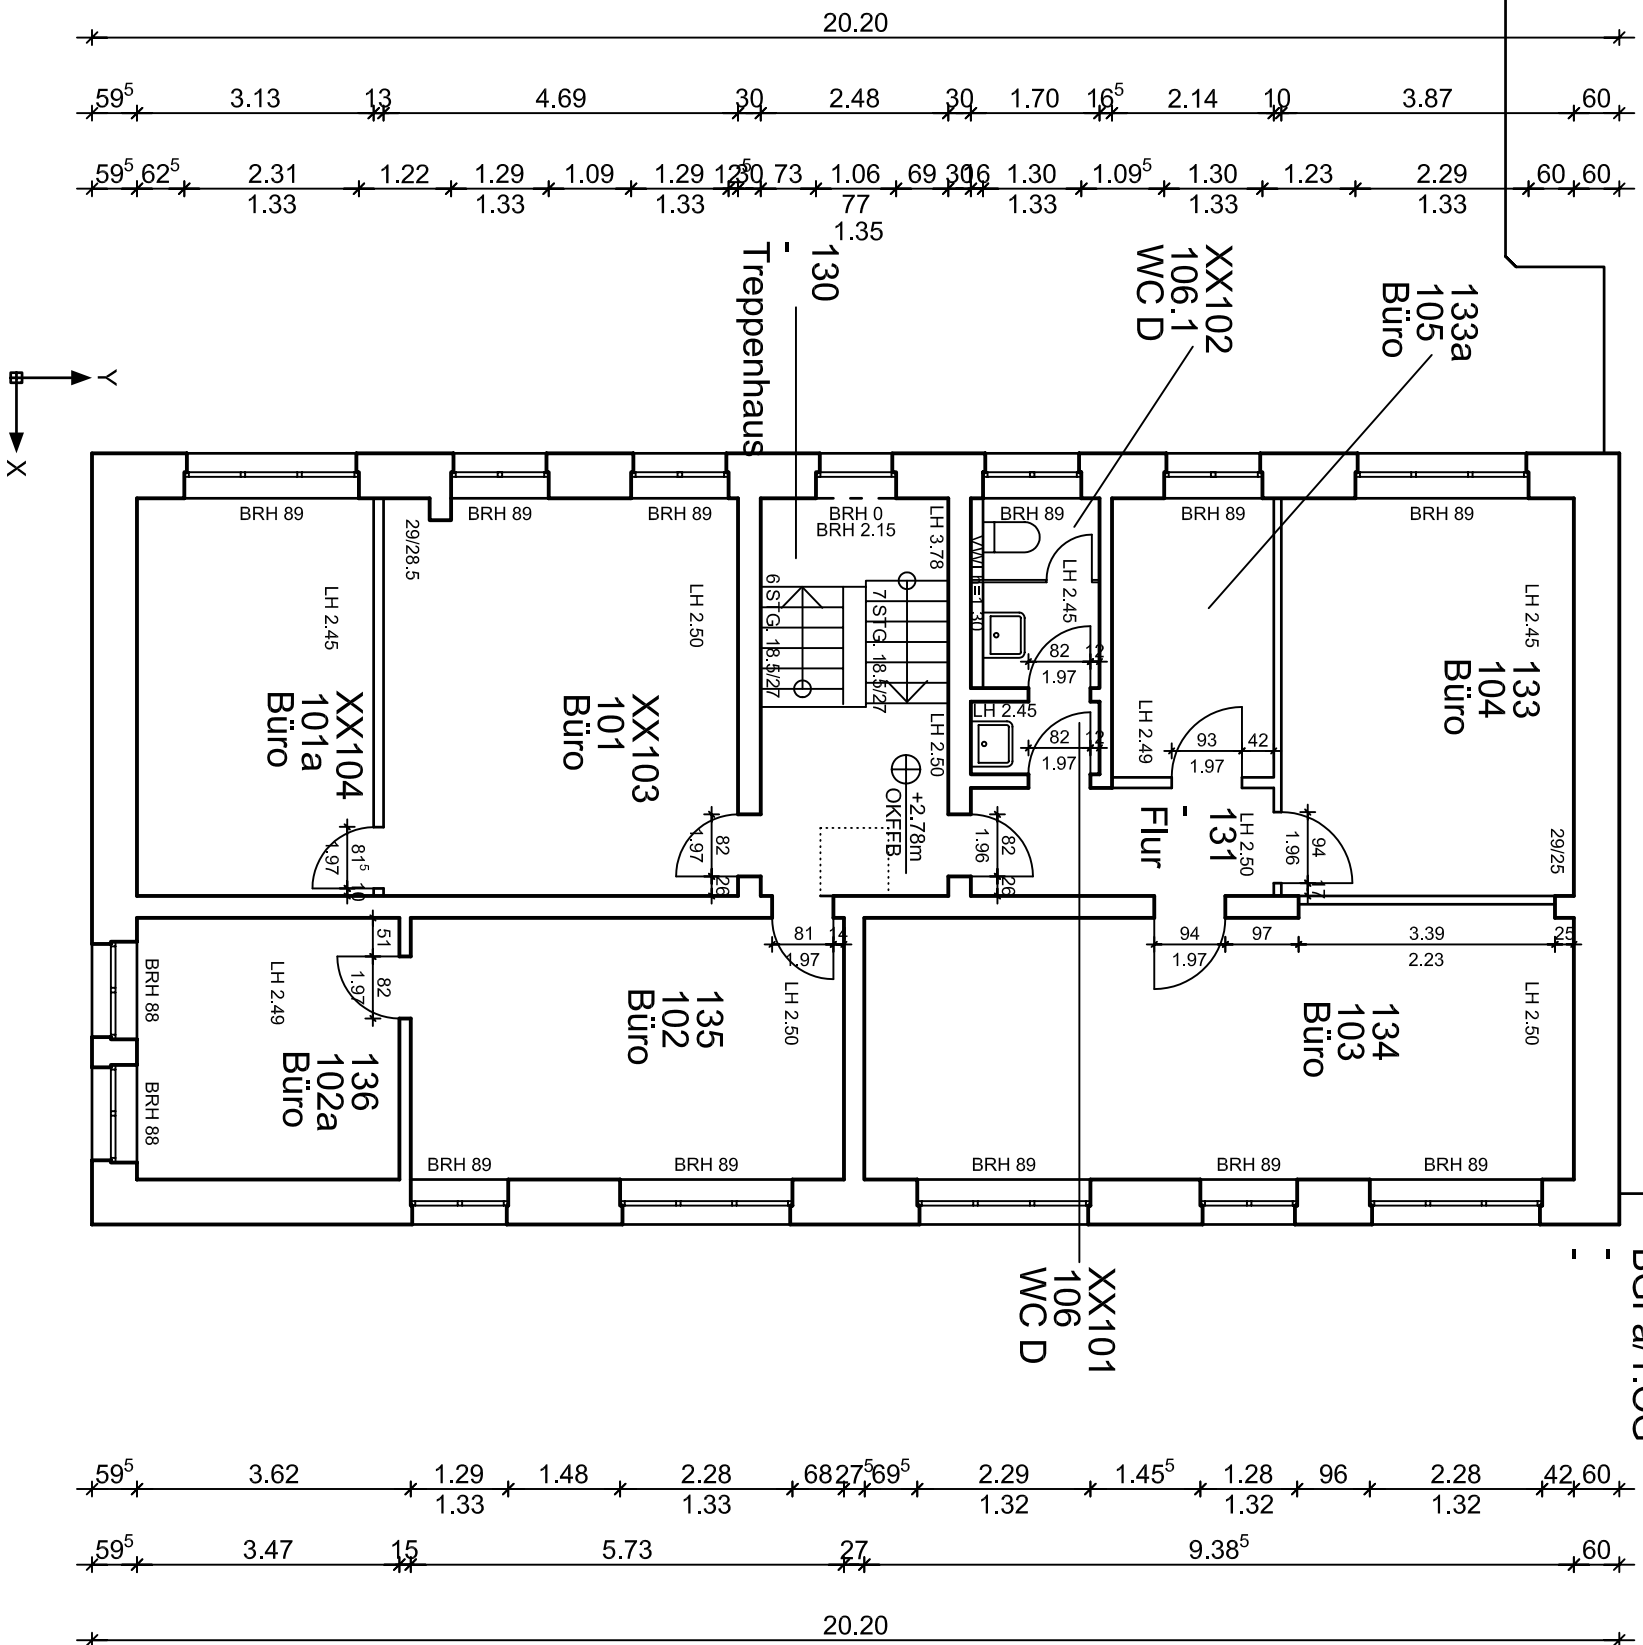 20.20
59⁵ 3.13 13 4.69 30 2.48 30 1.70 16⁵ 2.14 10 3.87 60
59⁵ 62⁵ 2.31 1.22 1.29 1.09 1.29 12⁵ 30 73 1.06 69 30 16 1.30 1.09⁵ 1.30 1.23 2.29 60 60
1.33 1.33 1.33 77 1.33 1.33 1.33
1.35
130
-
Treppenhaus
XX102
106.1
WC D
133a
105
Büro
Y
X
BRH 89
BRH 89
BRH 89
BRH 0
BRH 2.15
BRH 89
BRH 89
BRH 89
29/28.5
LH 3.78
LH 2.45
LH 2.50
6 STG. 18.5/27
7 STG. 18.5/27
LH 2.45
LH 2.45
82
1.97
12
LH 2.45
82
1.97
12
LH 2.49
93
1.97
42
133
104
Büro
XX104
101a
Büro
XX103
101
Büro
LH 2.50
+2.78m
OKFFB
131
-
Flur
LH 2.50
29/25
81⁵
1.97
10
82
1.97
26
82
1.96
26
94
1.96
17
51
82
1.97
81
1.97
14
94
1.97
97
3.39
2.23
25
BRH 88
BRH 88
LH 2.49
LH 2.50
LH 2.50
136
102a
Büro
135
102
Büro
134
103
Büro
BRH 89
BRH 89
BRH 89
BRH 89
BRH 89
XX101
106
WC D
-
-
59⁵ 3.62 1.29 1.48 2.28 68 27⁵ 69⁵ 2.29 1.45⁵ 1.28 96 2.28 42 60
1.33 1.33 1.32 1.32 1.32
59⁵ 3.47 15 5.73 27 9.38⁵ 60
20.20